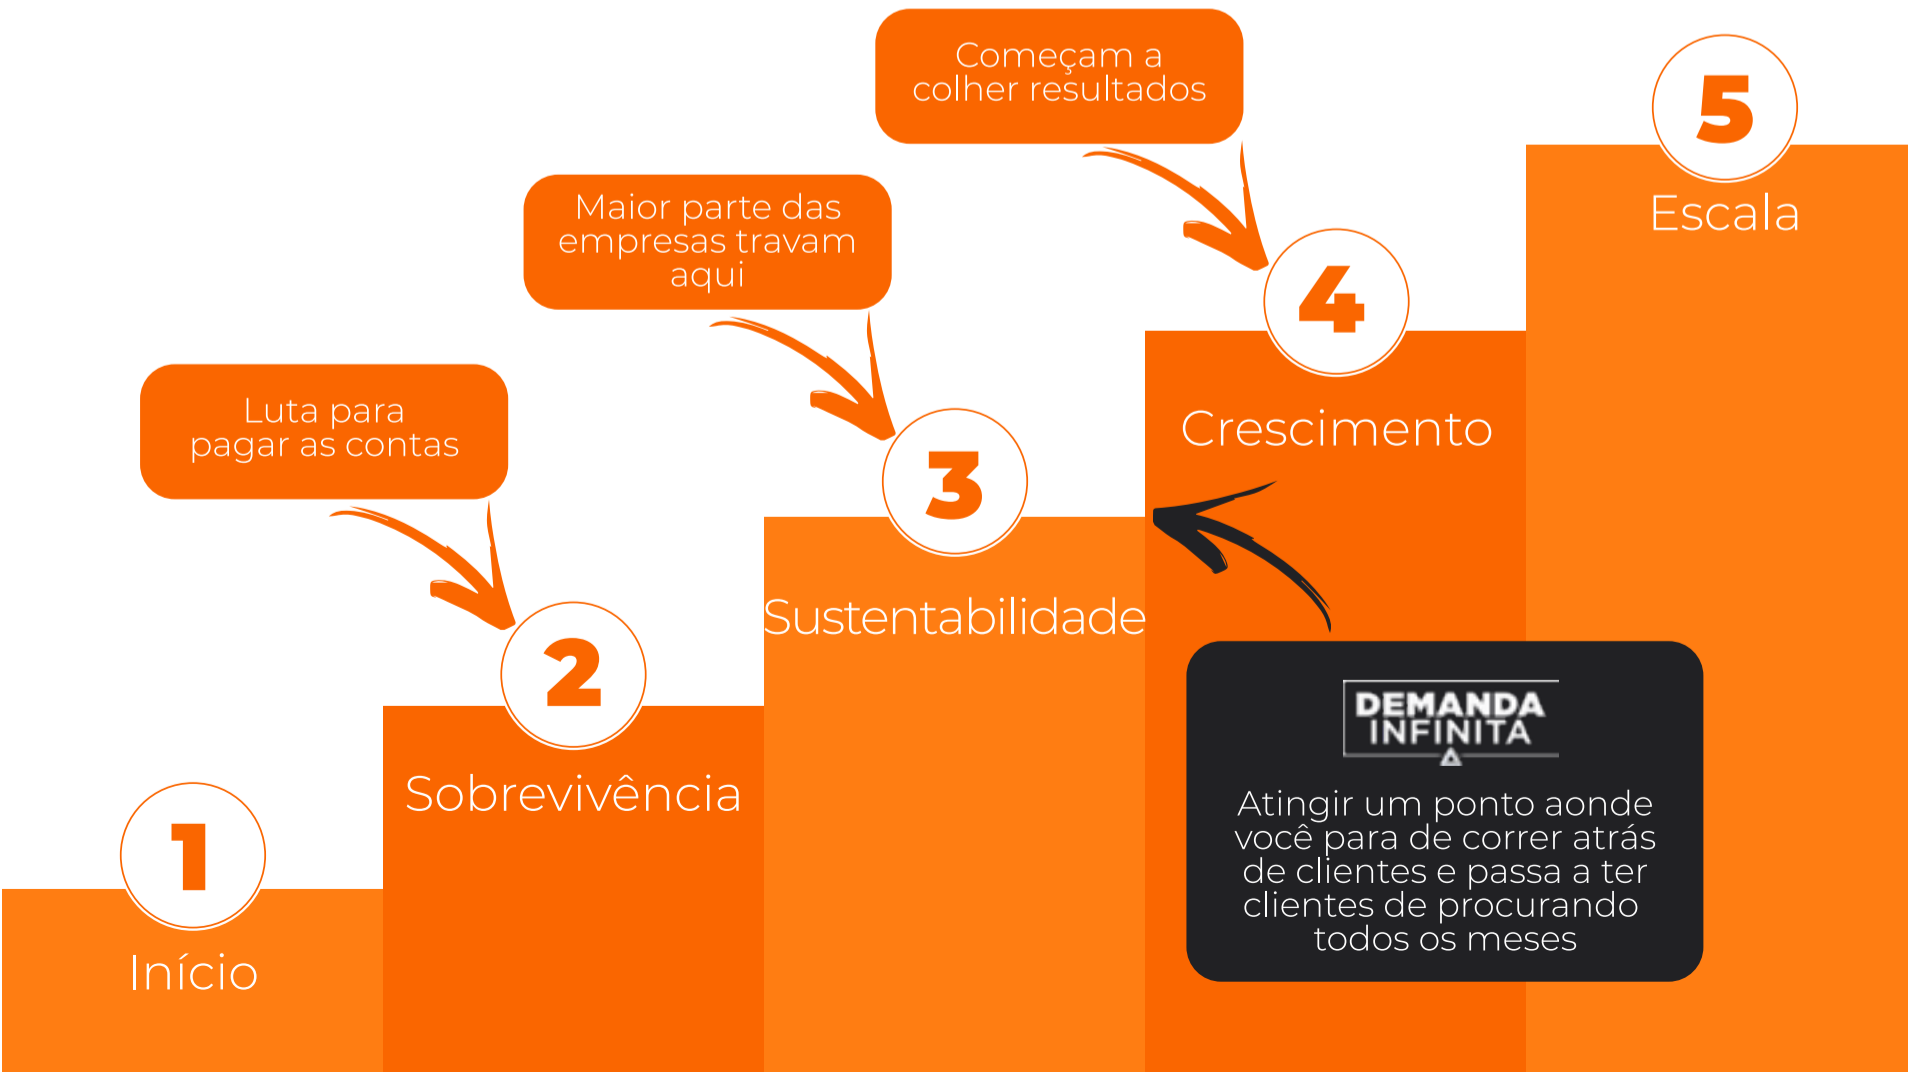 Começam a
colher resultados
5
Escala
Maior parte das
empresas travam
aqui
4
Crescimento
Luta para
pagar as contas
3
Sustentabilidade
2
Sobrevivência
DEMANDA
INFINITA
Atingir um ponto aonde
você para de correr atrás
de clientes e passa a ter
clientes de procurando
todos os meses
1
Início